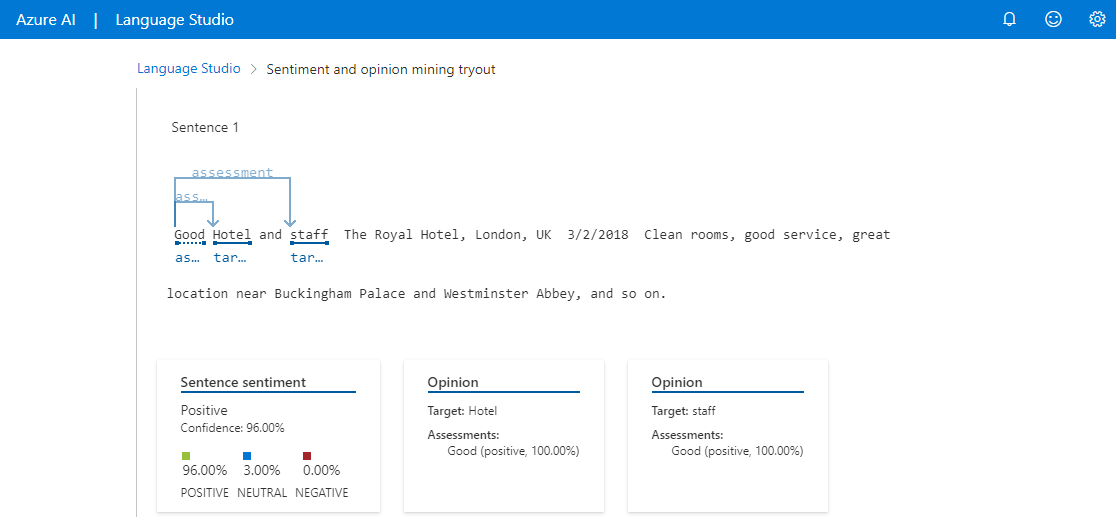 Azure AI | Language Studio
Language Studio > Sentiment and opinion mining tryout
Sentence 1
assessment
ass...
Good Hotel and staff The Royal Hotel, London, UK 3/2/2018 Clean rooms, good service, great
as... tar... tar...
location near Buckingham Palace and Westminster Abbey, and so on.
Sentence sentiment
Positive
Confidence: 96.00%
96.00% 3.00% 0.00%
POSITIVE NEUTRAL NEGATIVE
Opinion
Target: Hotel
Assessments:
Good (positive, 100.00%)
Opinion
Target: staff
Assessments:
Good (positive, 100.00%)